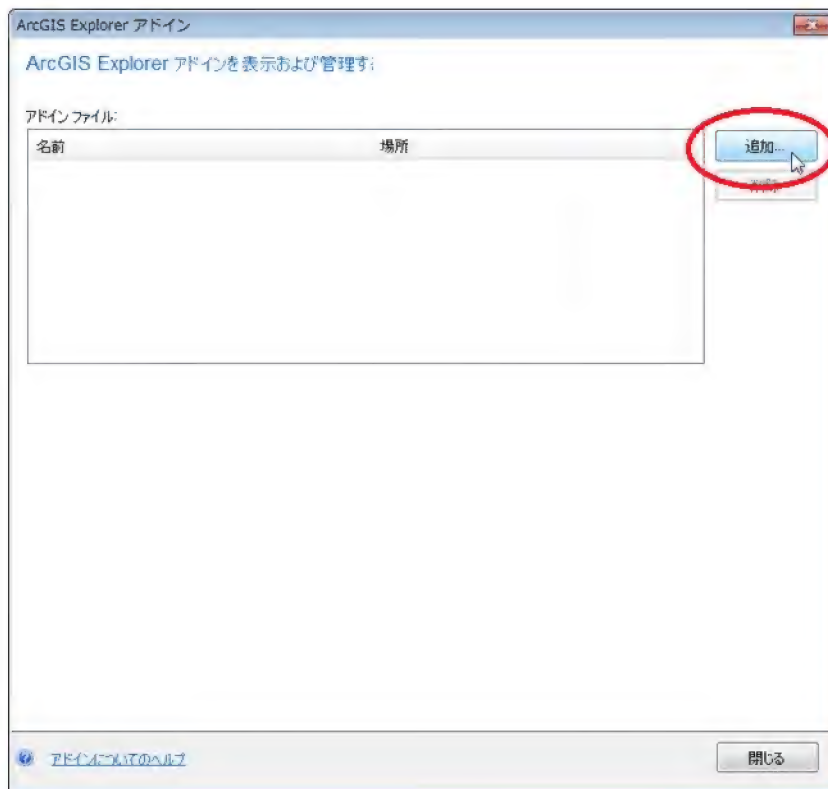 ArcGIS Explorer アドイン
ArcGIS Explorer アドインを表示および管理す
アドイン ファイル:
名前 場所
追加...
削除
閉じる
アドインについてのヘルプ